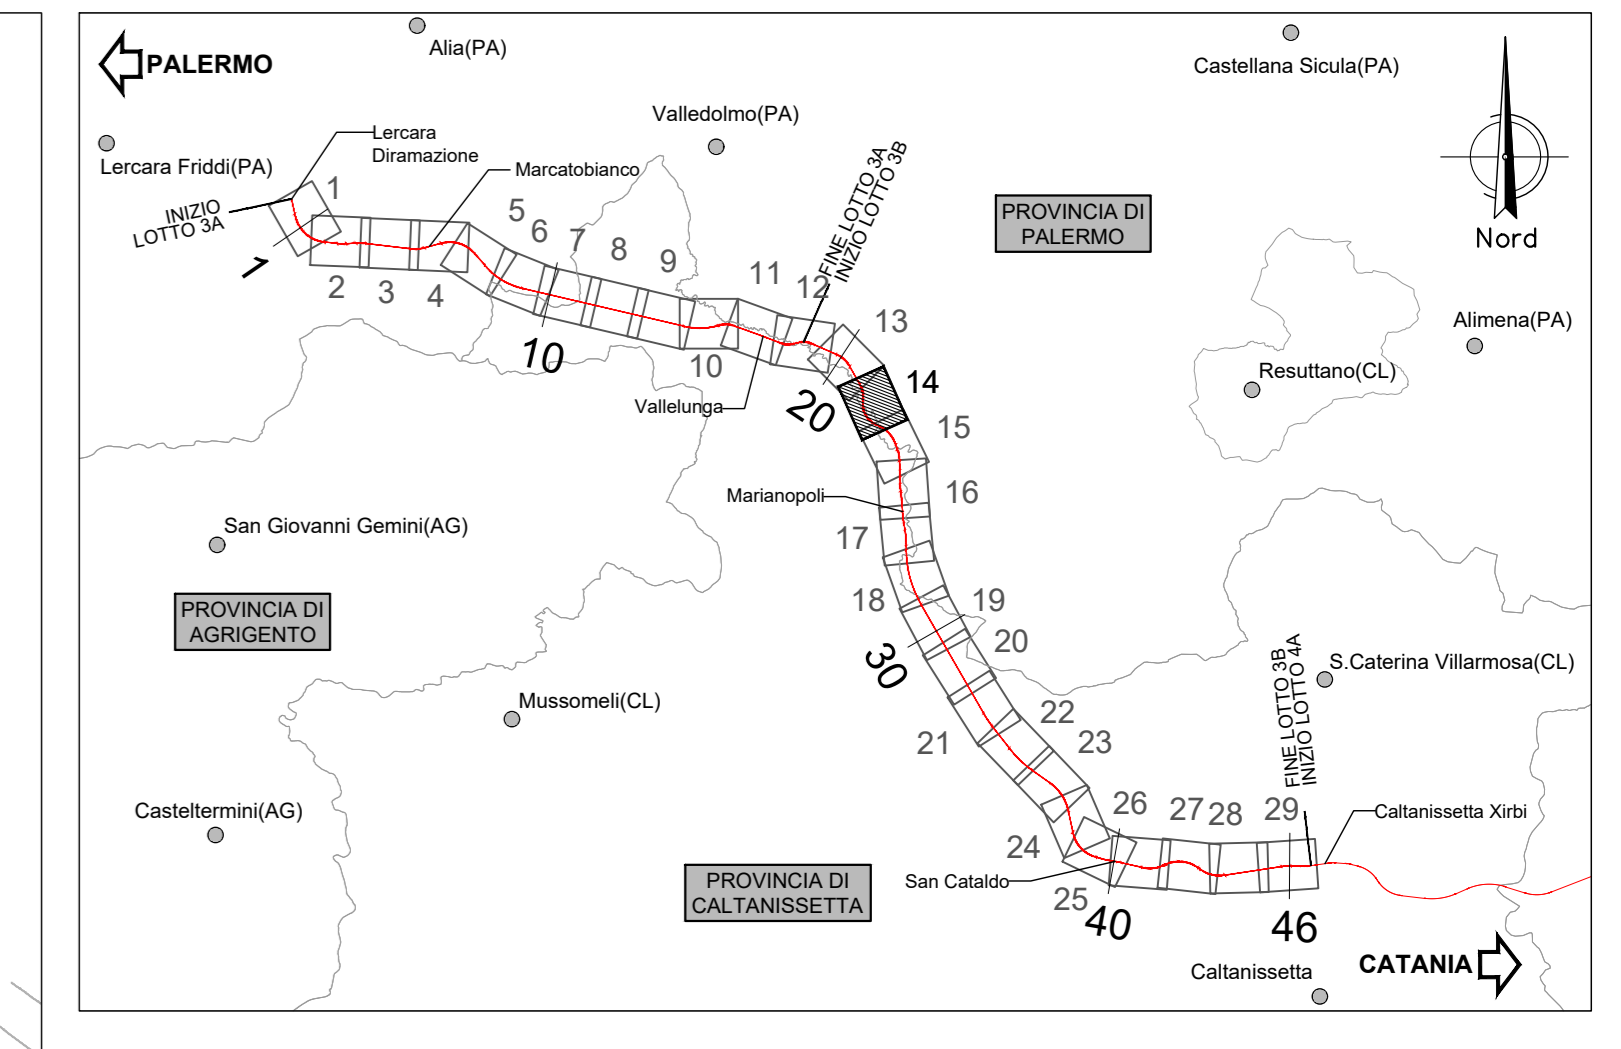 Alia(PA)
PALERMO
Castellana Sicula(PA)
Valledolmo(PA)
Lercara
Diramazione
Lercara Friddi(PA)
Marcatobianco
INIZIO
LOTTO 3A
FINE LOTTO 3A
INIZIO LOTTO 3B
PROVINCIA DI
PALERMO
Nord
1
1
2
3
4
5
6
7
8
9
10
10
11
12
13
20
14
15
Vallelunga
Alimena(PA)
Resuttano(CL)
Marianopoli
16
17
San Giovanni Gemini(AG)
PROVINCIA DI
AGRIGENTO
18
19
20
30
Mussomeli(CL)
21
22
23
FINE LOTTO 3B
INIZIO LOTTO 4A
S.Caterina Villarmosa(CL)
Casteltermini(AG)
24
25
26
27
28
29
Caltanissetta Xirbi
San Cataldo
PROVINCIA DI
CALTANISSETTA
40
46
Caltanissetta
CATANIA